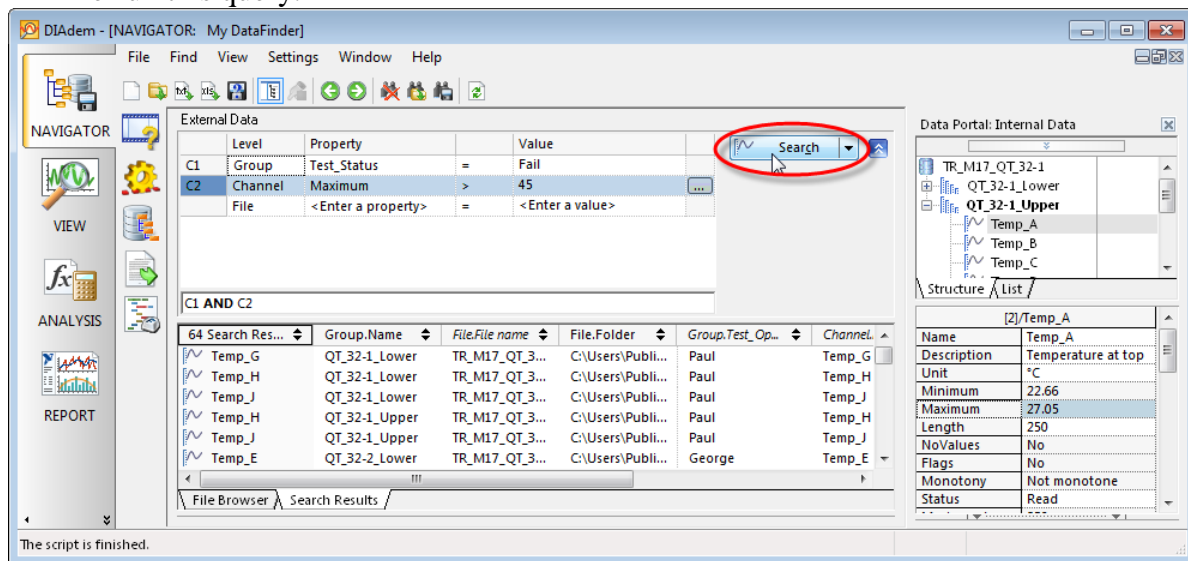 DIAdem - [NAVIGATOR: My DataFinder]
File Find View Settings Window Help
NAVIGATOR
VIEW
ANALYSIS
REPORT
External Data
Level Property Value
C1 Group Test_Status = Fail
C2 Channel Maximum > 45 ...
File <Enter a property> = <Enter a value>
Search
C1 AND C2
64 Search Res... Group.Name File.File name File.Folder Group.Test_Op... Channel.
Temp_G QT_32-1_Lower TR_M17_QT_3... C:\Users\Publi... Paul Temp_G
Temp_H QT_32-1_Lower TR_M17_QT_3... C:\Users\Publi... Paul Temp_H
Temp_J QT_32-1_Lower TR_M17_QT_3... C:\Users\Publi... Paul Temp_J
Temp_H QT_32-1_Upper TR_M17_QT_3... C:\Users\Publi... Paul Temp_H
Temp_J QT_32-1_Upper TR_M17_QT_3... C:\Users\Publi... Paul Temp_J
Temp_E QT_32-2_Lower TR_M17_QT_3... C:\Users\Publi... George Temp_E
File Browser Search Results
Data Portal: Internal Data
TR_M17_QT_32-1
QT_32-1_Lower
QT_32-1_Upper
Temp_A
Temp_B
Temp_C
Structure List
[2]/Temp_A
Name Temp_A
Description Temperature at top
Unit °C
Minimum 22.66
Maximum 27.05
Length 250
NoValues No
Flags No
Monotony Not monotone
Status Read
The script is finished.